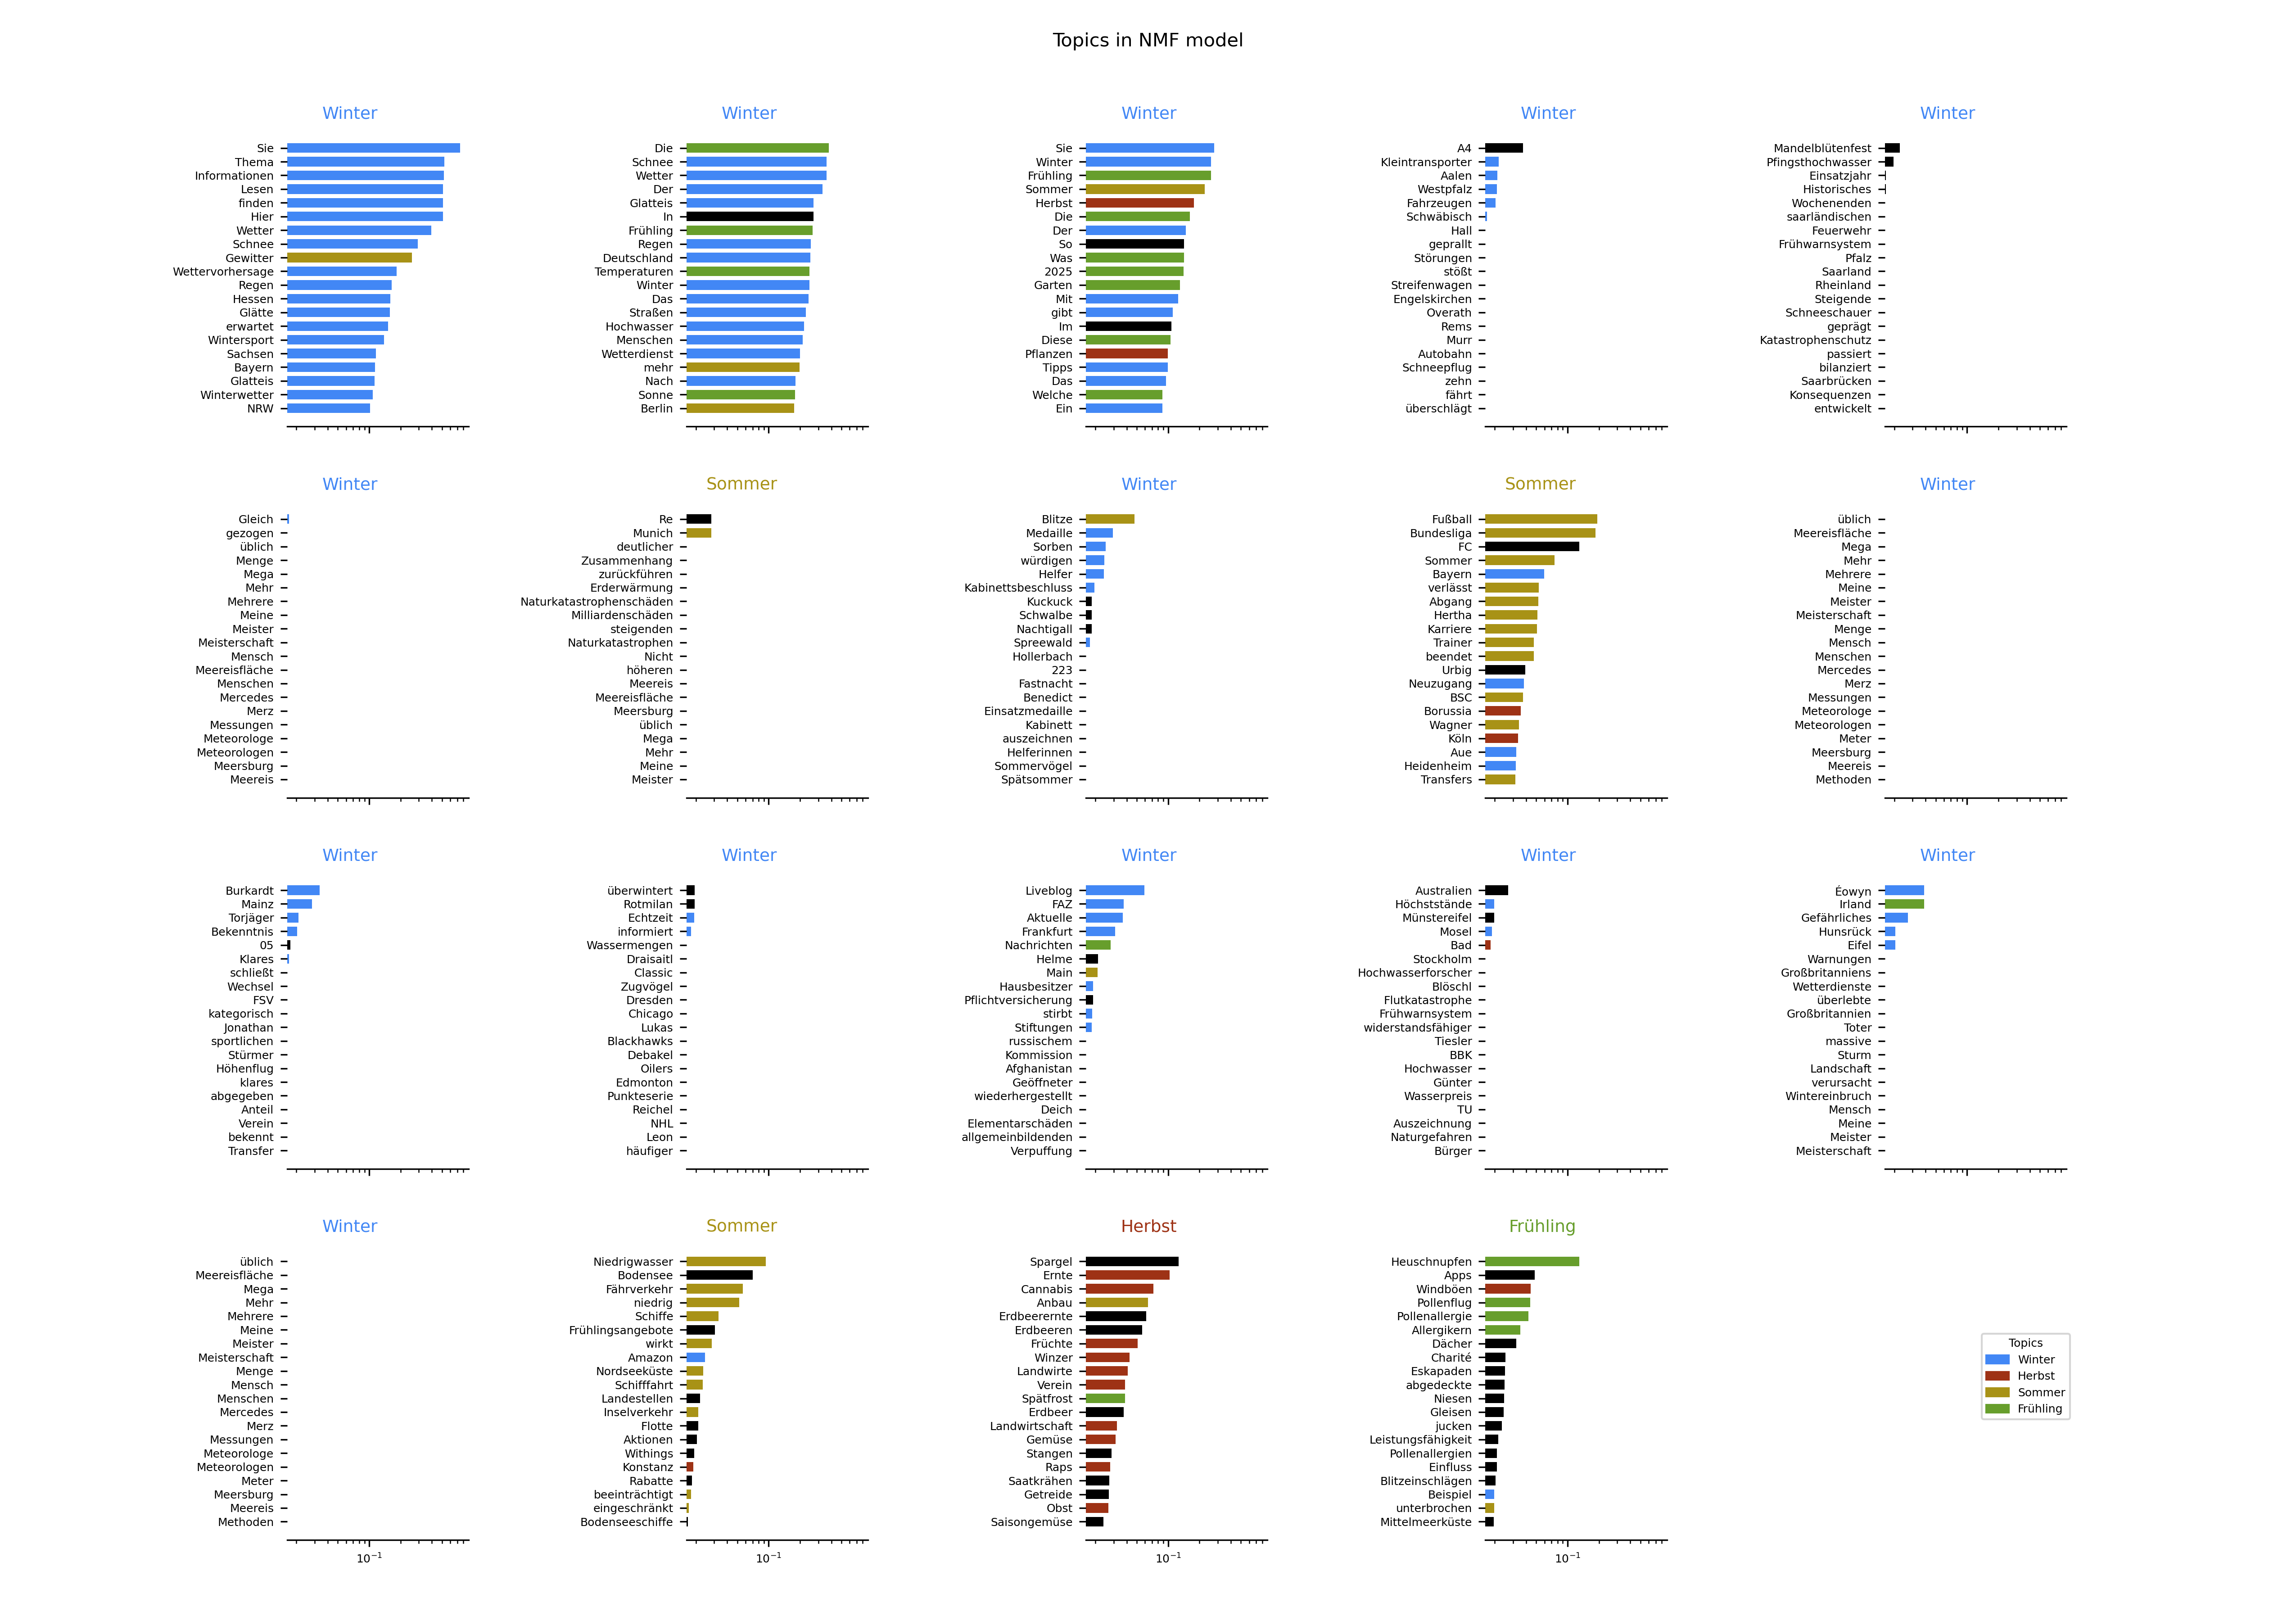 Topics in NMF model
Winter
Sie
Thema
Informationen
Lesen
finden
Hier
Wetter
Schnee
Gewitter
Wettervorhersage
Regen
Hessen
Glätte
erwartet
Wintersport
Sachsen
Bayern
Glatteis
Winterwetter
NRW
Winter
Die
Schnee
Wetter
Der
Glatteis
In
Frühling
Regen
Deutschland
Temperaturen
Winter
Das
Straßen
Hochwasser
Menschen
Wetterdienst
mehr
Nach
Sonne
Berlin
Winter
Sie
Winter
Frühling
Sommer
Herbst
Die
Der
So
Was
2025
Garten
Mit
gibt
Im
Diese
Pflanzen
Tipps
Das
Welche
Ein
Winter
A4
Kleintransporter
Aalen
Westpfalz
Fahrzeugen
Schwäbisch
Hall
geprallt
Störungen
stößt
Streifenwagen
Engelskirchen
Overath
Rems
Murr
Autobahn
Schneepflug
zehn
fährt
überschlägt
Winter
Mandelblütenfest
Pfingsthochwasser
Einsatzjahr
Historisches
Wochenenden
saarländischen
Feuerwehr
Frühwarnsystem
Pfalz
Saarland
Rheinland
Steigende
Schneeschauer
geprägt
Katastrophenschutz
passiert
bilanziert
Saarbrücken
Konsequenzen
entwickelt
Winter
Gleich
gezogen
üblich
Menge
Mega
Mehr
Mehrere
Meine
Meister
Meisterschaft
Mensch
Meereisfläche
Menschen
Mercedes
Merz
Messungen
Meteorologe
Meteorologen
Meersburg
Meereis
Sommer
Re
Munich
deutlicher
Zusammenhang
zurückführen
Erderwärmung
Naturkatastrophenschäden
Milliardenschäden
steigenden
Naturkatastrophen
Nicht
höheren
Meereis
Meereisfläche
Meersburg
üblich
Mega
Mehr
Meine
Meister
Winter
Blitze
Medaille
Sorben
würdigen
Helfer
Kabinettsbeschluss
Kuckuck
Schwalbe
Nachtigall
Spreewald
Hollerbach
223
Fastnacht
Benedict
Einsatzmedaille
Kabinett
auszeichnen
Helferinnen
Sommervögel
Spätsommer
Sommer
Fußball
Bundesliga
FC
Sommer
Bayern
verlässt
Abgang
Hertha
Karriere
Trainer
beendet
Urbig
Neuzugang
BSC
Borussia
Wagner
Köln
Aue
Heidenheim
Transfers
Winter
üblich
Meereisfläche
Mega
Mehr
Mehrere
Meine
Meister
Meisterschaft
Menge
Mensch
Menschen
Mercedes
Merz
Messungen
Meteorologe
Meteorologen
Meter
Meersburg
Meereis
Methoden
Winter
Burkardt
Mainz
Torjäger
Bekenntnis
05
Klares
schließt
Wechsel
FSV
kategorisch
Jonathan
sportlichen
Stürmer
Höhenflug
klares
abgegeben
Anteil
Verein
bekennt
Transfer
Winter
überwintert
Rotmilan
Echtzeit
informiert
Wassermengen
Draisaitl
Classic
Zugvögel
Dresden
Chicago
Lukas
Blackhawks
Debakel
Oilers
Edmonton
Punkteserie
Reichel
NHL
Leon
häufiger
Winter
Liveblog
FAZ
Aktuelle
Frankfurt
Nachrichten
Helme
Main
Hausbesitzer
Pflichtversicherung
stirbt
Stiftungen
russischem
Kommission
Afghanistan
Geöffneter
wiederhergestellt
Deich
Elementarschäden
allgemeinbildenden
Verpuffung
Winter
Australien
Höchststände
Münstereifel
Mosel
Bad
Stockholm
Hochwasserforscher
Blöschl
Flutkatastrophe
Frühwarnsystem
widerstandsfähiger
Tiesler
BBK
Hochwasser
Günter
Wasserpreis
TU
Auszeichnung
Naturgefahren
Bürger
Winter
Éowyn
Irland
Gefährliches
Hunsrück
Eifel
Warnungen
Großbritanniens
Wetterdienste
überlebte
Großbritannien
Toter
massive
Sturm
Landschaft
verursacht
Wintereinbruch
Mensch
Meine
Meister
Meisterschaft
Winter
üblich
Meereisfläche
Mega
Mehr
Mehrere
Meine
Meister
Meisterschaft
Menge
Mensch
Menschen
Mercedes
Merz
Messungen
Meteorologe
Meteorologen
Meter
Meersburg
Meereis
Methoden
10⁻¹
Sommer
Niedrigwasser
Bodensee
Fährverkehr
niedrig
Schiffe
Frühlingsangebote
wirkt
Amazon
Nordseeküste
Schifffahrt
Landestellen
Inselverkehr
Flotte
Aktionen
Withings
Konstanz
Rabatte
beeinträchtigt
eingeschränkt
Bodenseeschiffe
10⁻¹
Herbst
Spargel
Ernte
Cannabis
Anbau
Erdbeerernte
Erdbeeren
Früchte
Winzer
Landwirte
Verein
Spätfrost
Erdbeer
Landwirtschaft
Gemüse
Stangen
Raps
Saatkrähen
Getreide
Obst
Saisongemüse
10⁻¹
Frühling
Heuschnupfen
Apps
Windböen
Pollenflug
Pollenallergie
Allergikern
Dächer
Charité
Eskapaden
abgedeckte
Niesen
Gleisen
jucken
Leistungsfähigkeit
Pollenallergien
Einfluss
Blitzeinschlägen
Beispiel
unterbrochen
Mittelmeerküste
10⁻¹
Topics
Winter
Herbst
Sommer
Frühling